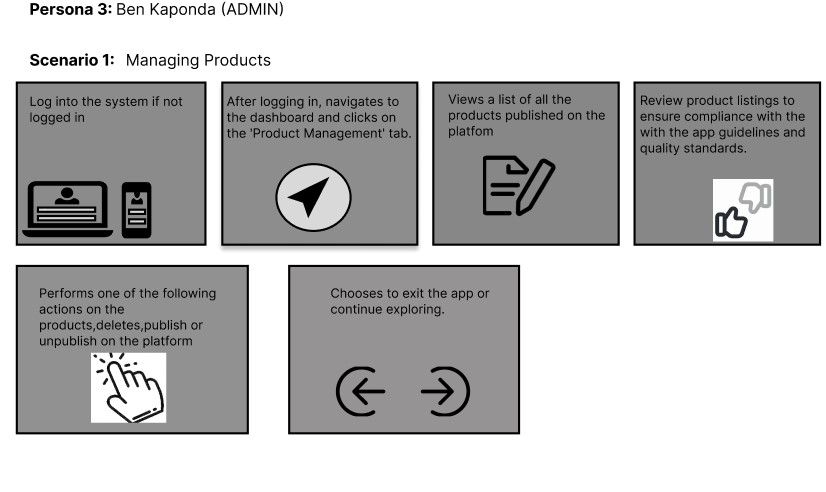 Persona 3: Ben Kaponda (ADMIN)
Scenario 1: Managing Products
Log into the system if not
logged in
After logging in, navigates to
the dashboard and clicks on
the 'Product Management' tab.
Views a list of all the
products published on the
platfom
Review product listings to
ensure compliance with the
with the app guidelines and
quality standards.
Performs one of the following
actions on the
products,deletes,publish or
unpublish on the platform
Chooses to exit the app or
continue exploring.